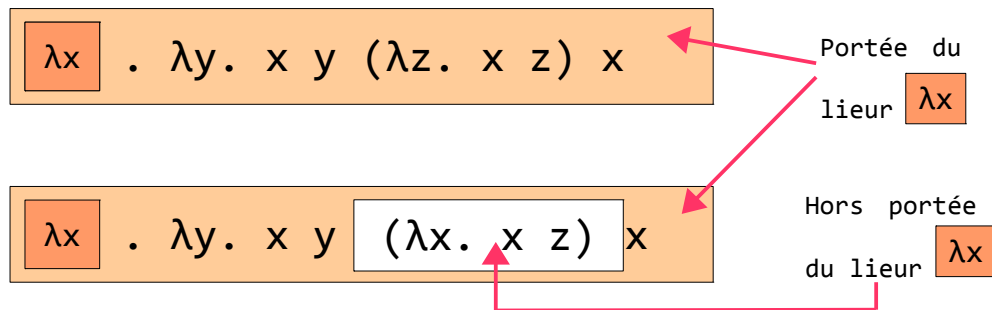 λx . λy. x y (λz. x z) x
Portée du
lieur λx
λx . λy. x y (λx. x z) x
Hors portée
du lieur λx